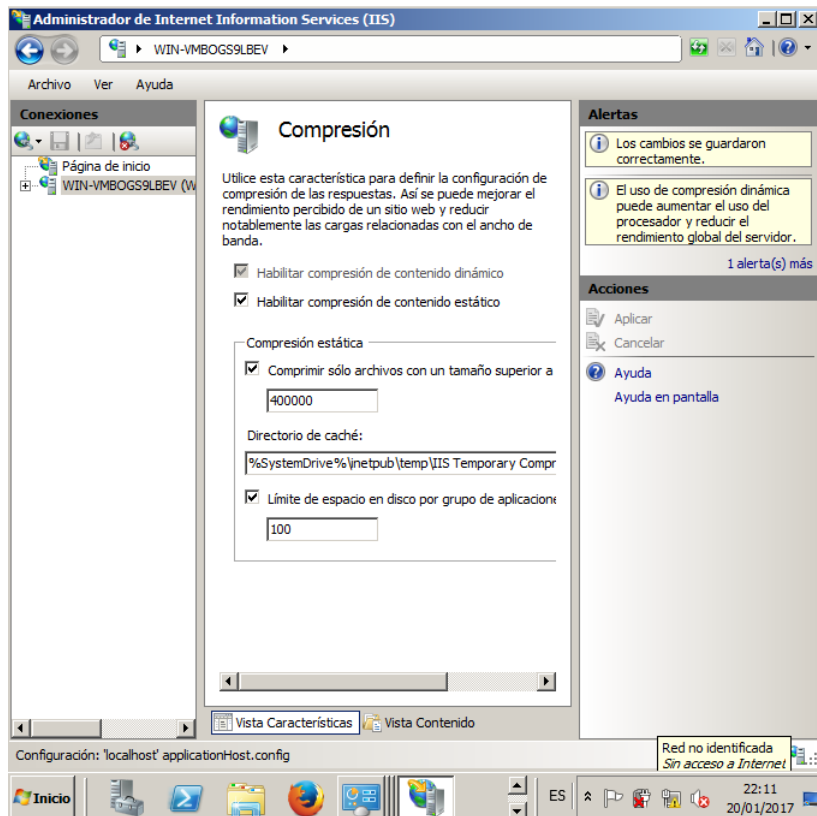 Administrador de Internet Information Services (IIS)
WIN-VMBOGS9LBEV
Archivo Ver Ayuda
Conexiones
Página de inicio
WIN-VMBOGS9LBEV (W
Compresión
Utilice esta característica para definir la configuración de
compresión de las respuestas. Así se puede mejorar el
rendimiento percibido de un sitio web y reducir
notablemente las cargas relacionadas con el ancho de
banda.
Habilitar compresión de contenido dinámico
Habilitar compresión de contenido estático
Compresión estática
Comprimir sólo archivos con un tamaño superior a
400000
Directorio de caché:
%SystemDrive%\inetpub\temp\IIS Temporary Compr
Límite de espacio en disco por grupo de aplicacione
100
Vista Características
Vista Contenido
Alertas
Los cambios se guardaron
correctamente.
El uso de compresión dinámica
puede aumentar el uso del
procesador y reducir el
rendimiento global del servidor.
1 alerta(s) más
Acciones
Aplicar
Cancelar
Ayuda
Ayuda en pantalla
Configuración: 'localhost' applicationHost.config
Red no identificada
Sin acceso a Internet
Inicio
ES
22:11
20/01/2017